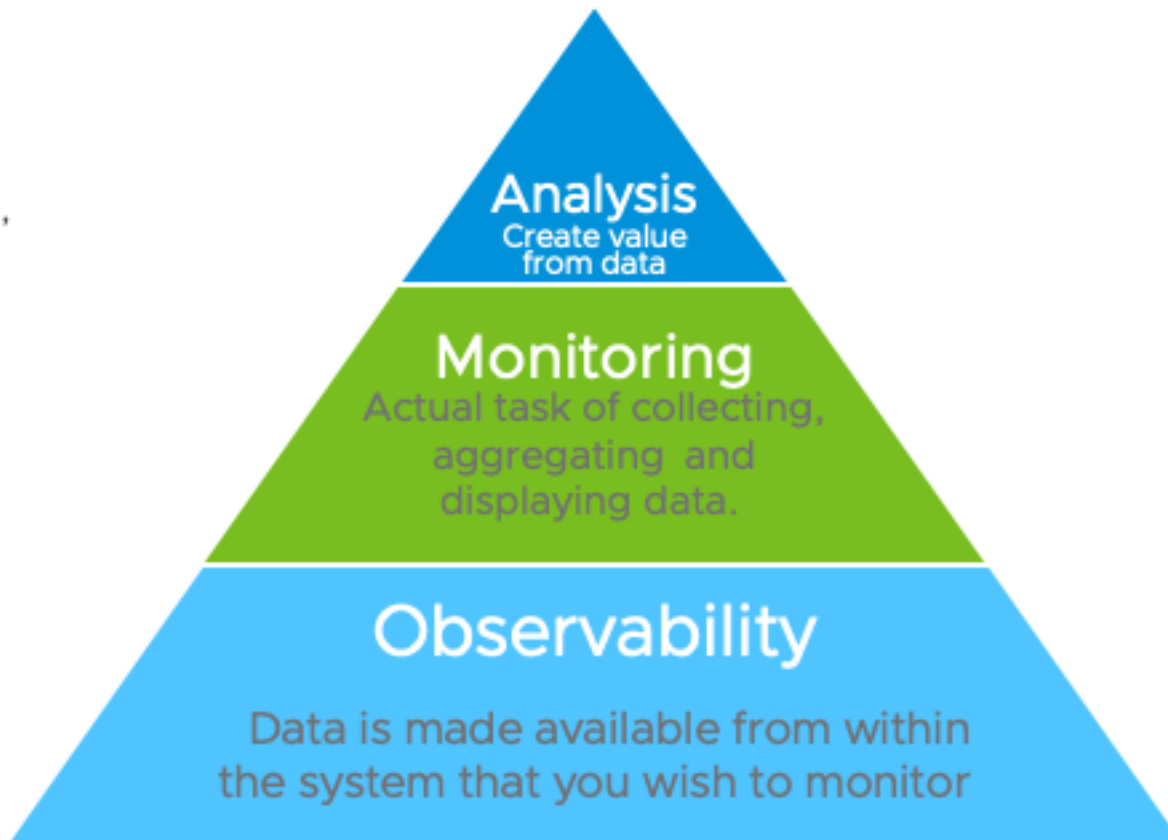 ,
Analysis
Create value
from data
Monitoring
Actual task of collecting,
aggregating and
displaying data.
Observability
Data is made available from within
the system that you wish to monitor